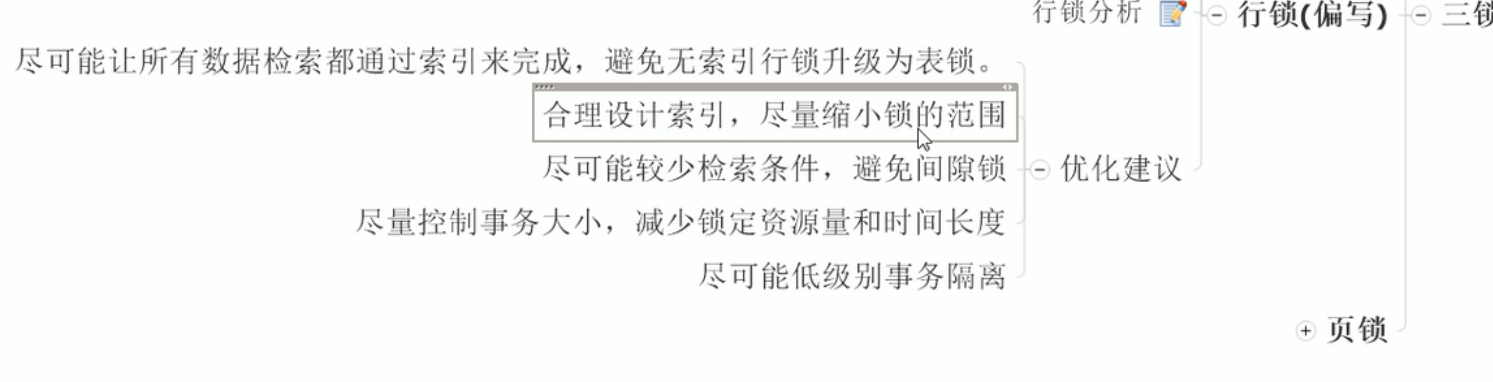 行锁分析
行锁(偏写)
三锁
尽可能让所有数据检索都通过索引来完成，避免无索引行锁升级为表锁。
合理设计索引，尽量缩小锁的范围
尽可能较少检索条件，避免间隙锁
优化建议
尽量控制事务大小，减少锁定资源量和时间长度
尽可能低级别事务隔离
页锁